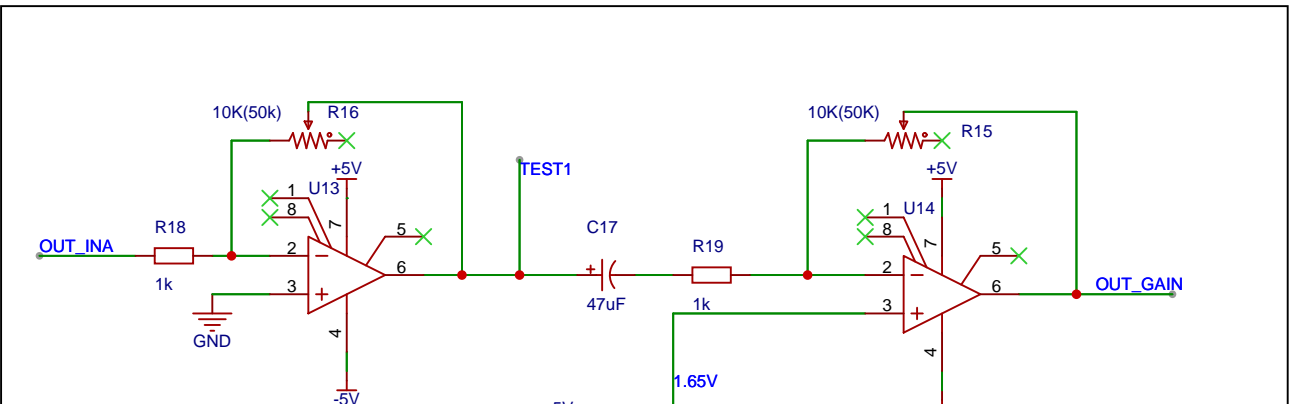 10K(50k)
R16
10K(50K)
R15
+5V
TEST1
+5V
1
U13
8
7
5
1
U14
8
7
5
OUT_INA
R18
2
6
1k
3
GND
4
-5V
C17
47uF
R19
1k
2
3
6
OUT_GAIN
4
1.65V